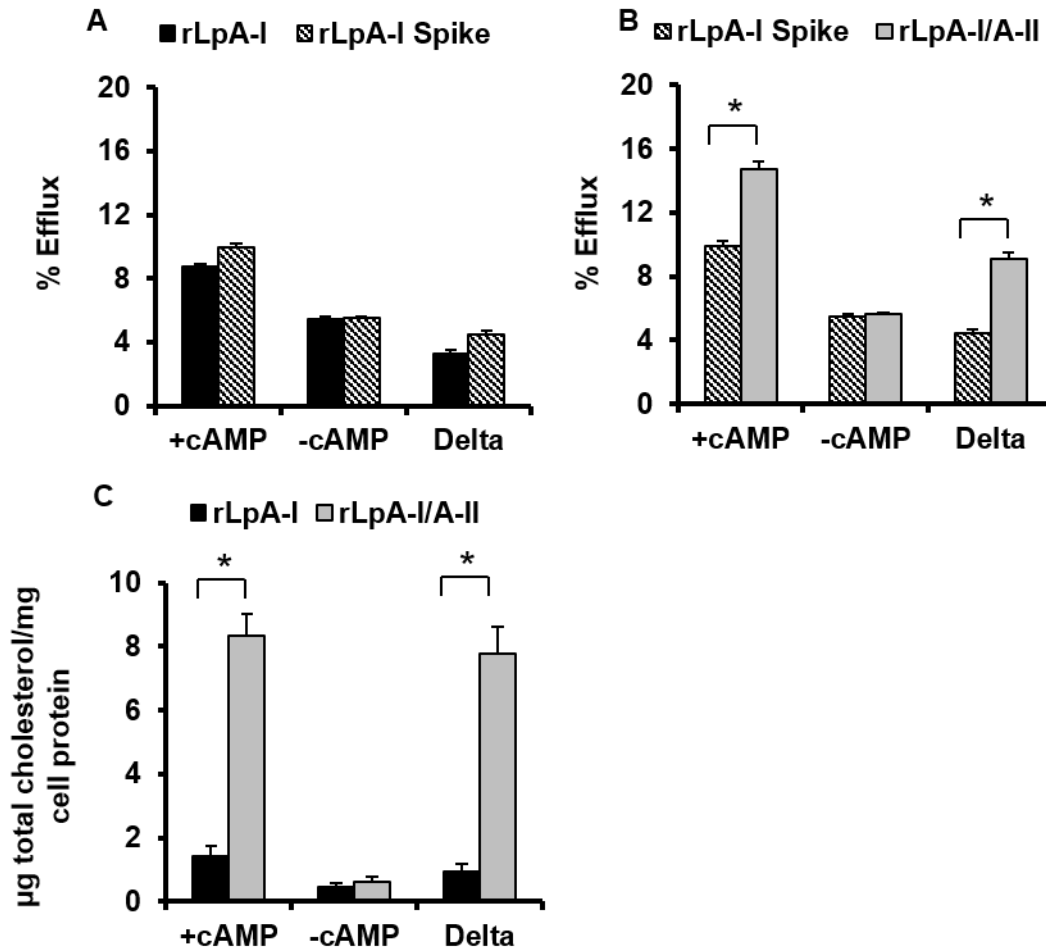 A
rLpA-I rLpA-I Spike
20
16
12
8
4
0
% Efflux
+cAMP -cAMP Delta
B
rLpA-I Spike rLpA-I/A-II
20
16
12
8
4
0
% Efflux
* *
+cAMP -cAMP Delta
C
rLpA-I rLpA-I/A-II
10
8
6
4
2
0
µg total cholesterol/mg
cell protein
* *
+cAMP -cAMP Delta